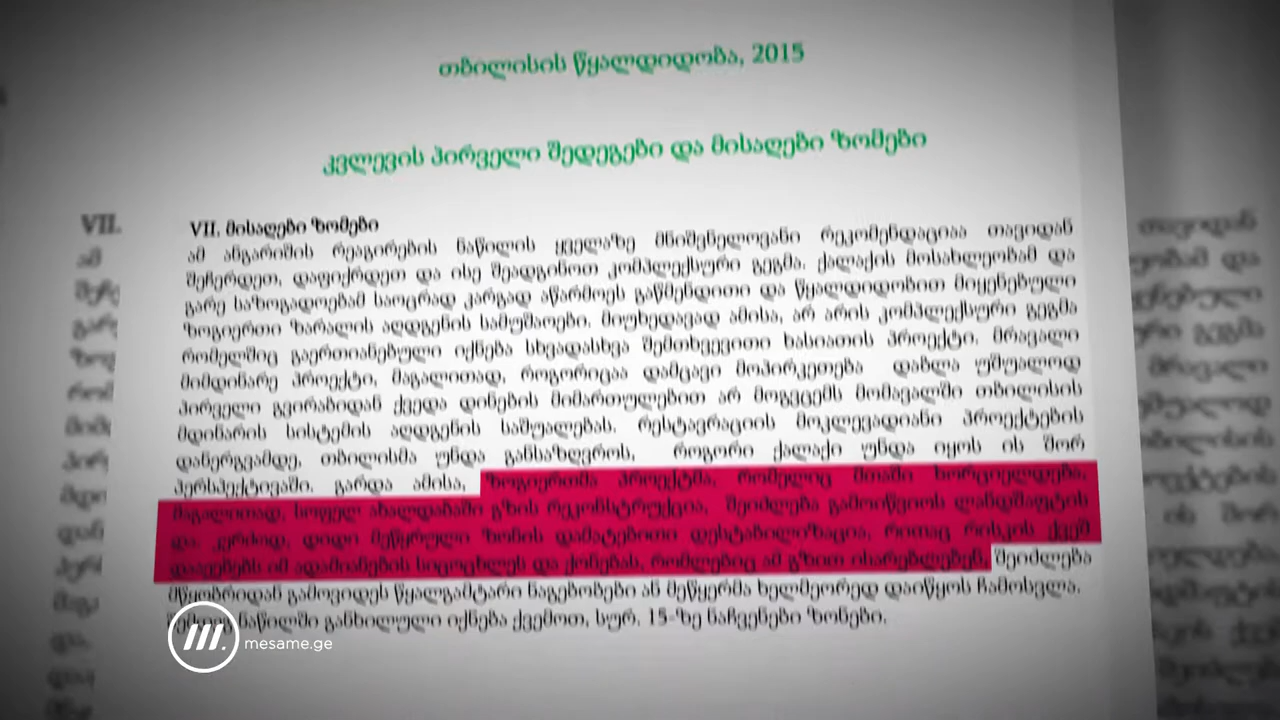 თბილისის წყალდიდობა, 2015
კვლევის პირველი შედეგები და მისაღები ზომები
VII.
VII. მისაღები ზომები
ამ ანგარიშის რეაგირების ნაწილის ყველაზე მნიშვნელოვანი რეკომენდაციაა თავიდან
შეჩერდეთ, დაფიქრდეთ და ისე შეადგინოთ კომპლექსური გეგმა. ქალაქის მოსახლეობამ და
გარე საზოგადოებამ საოცრად კარგად აწარმოეს გაწმენდითი და წყალდიდობით მიყენებული
ზოგიერთი ზარალის აღდგენის სამუშაოები. მიუხედავად ამისა, არ არის კომპლექსური გეგმა
რომელშიც გაერთიანებული იქნება სხვადასხვა შემთხვევითი ხასიათის პროექტი. მრავალი
მიმდინარე პროექტი, მაგალითად, როგორიცაა დამცავი მოპირკეთება დაბლა უშუალოდ
პირველი გვირაბიდან ქვედა დინების მიმართულებით არ მოგვცემს მომავალში თბილისის
მდინარის სისტემის აღდგენის საშუალებას. რესტავრაციის მოკლევადიანი პროექტების
დანერგვამდე, თბილისმა უნდა განსაზღვროს, როგორი ქალაქი უნდა იყოს ის შორ
პერსპექტივაში. გარდა ამისა, ზოგიერთმა პროექტმა, რომელიც მთაში ხორციელდება,
მაგალითად, სოფელ ახალდაბაში გზის რეკონსტრუქცია, შეიძლება გამოიწვიოს ლანდშაფტის
და, კერძოდ, დიდი მეწყრული ზონის დამატებითი დესტაბილიზაცია, რითაც რისკის ქვეშ
დააყენებს იმ ადამიანების სიცოცხლეს და ქონებას, რომლებიც ამ გზით ისარგებლებენ, შეიძლება
მწყობრიდან გამოვიდეს წყალგამტარი ნაგებობები ან მეწყერმა ხელმეორედ დაიწყოს ჩამოსვლა.
ნაწილში განხილული იქნება ქვემოთ, სურ. 15-ზე ნაჩვენები ზონები.
mesame.ge